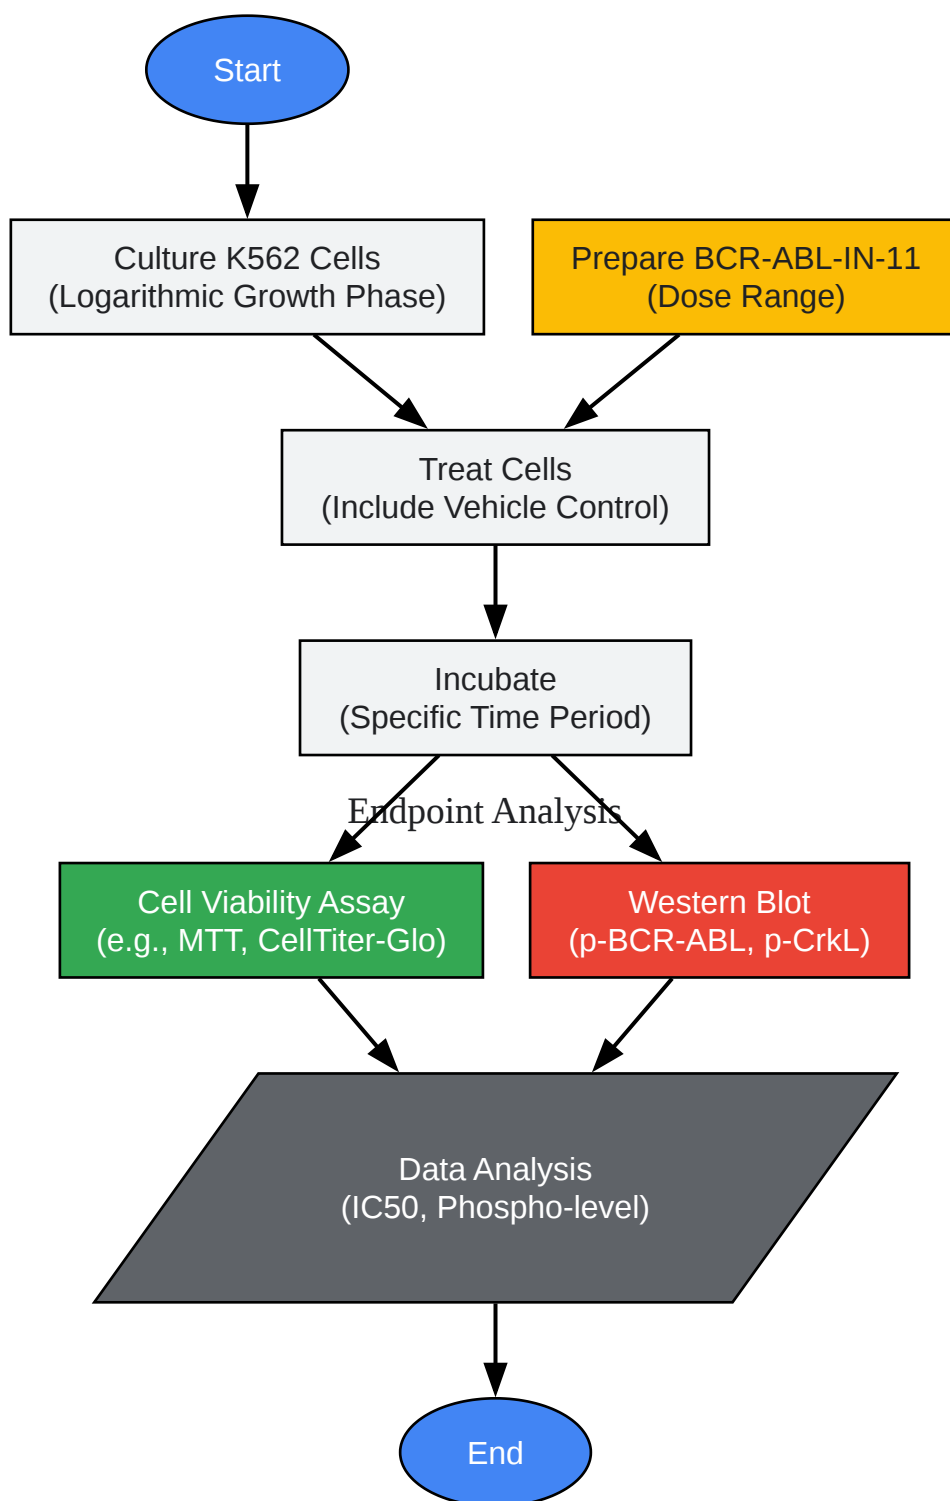 Start
Culture K562 Cells
(Logarithmic Growth Phase)
Prepare BCR-ABL-IN-11
(Dose Range)
Treat Cells
(Include Vehicle Control)
Incubate
(Specific Time Period)
Endpoint Analysis
Cell Viability Assay
(e.g., MTT, CellTiter-Glo)
Western Blot
(p-BCR-ABL, p-CrkL)
Data Analysis
(IC50, Phospho-level)
End